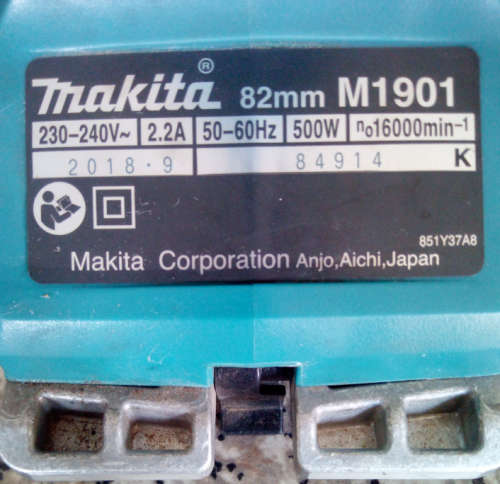 makita ® 82mm M1901
230-240V~ 2.2A 50-60Hz 500W n₀16000min-1
2018.9 84914 K
851Y37A8
Makita Corporation Anjo,Aichi,Japan